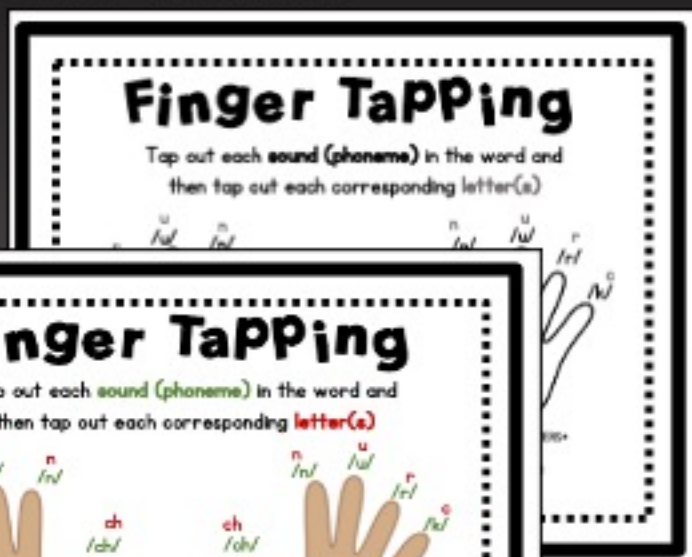 Finger Tapping
Tap out each sound (phoneme) in the word and
then tap out each corresponding letter(s)
u n n u r c
/u/ /n/ /n/ /u/ /r/ /k/
nger Tapping
out each sound (phoneme) in the word and
then tap out each corresponding letter(s)
n n u r c
/n/ /n/ /u/ /r/ /k/
ch ch
/ch/ /ch/